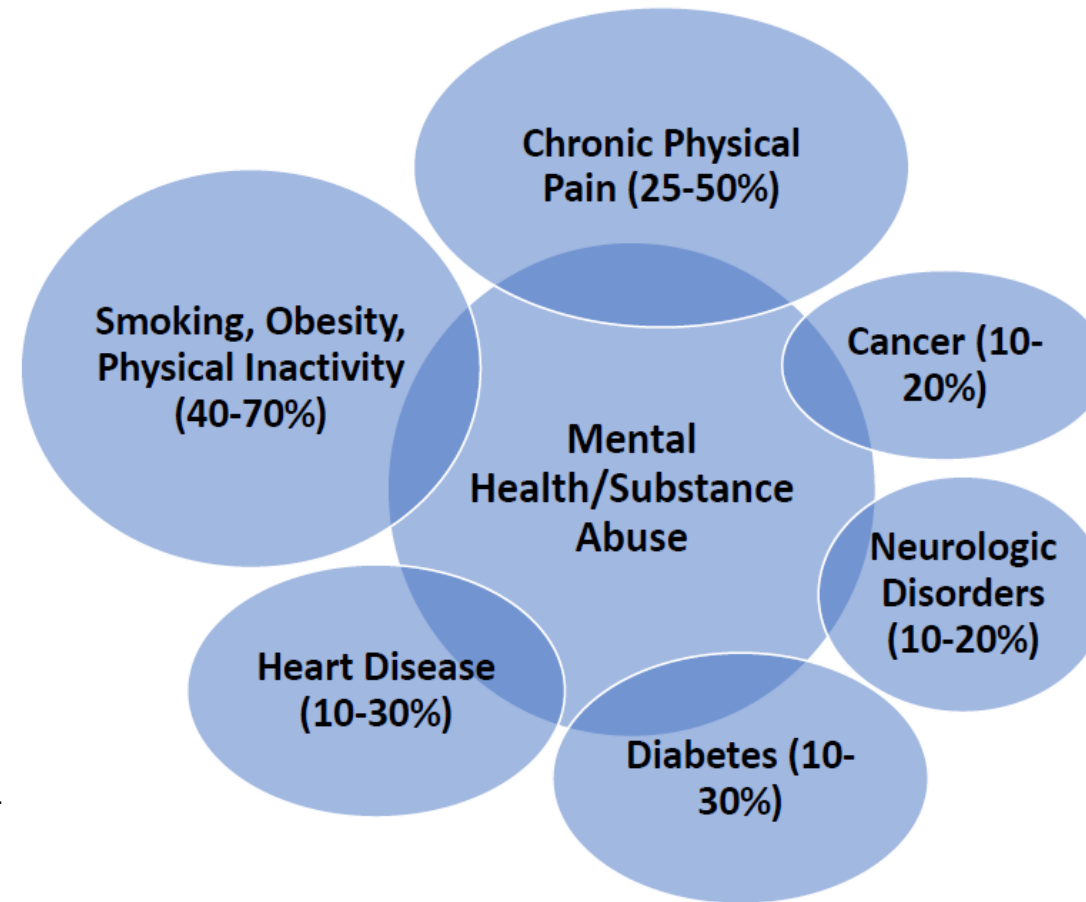 Chronic Physical
Pain (25-50%)
Smoking, Obesity,
Physical Inactivity
(40-70%)
Cancer (10-
20%)
Mental
Health/Substance
Abuse
Neurologic
Disorders
(10-20%)
Heart Disease
(10-30%)
Diabetes (10-
30%)